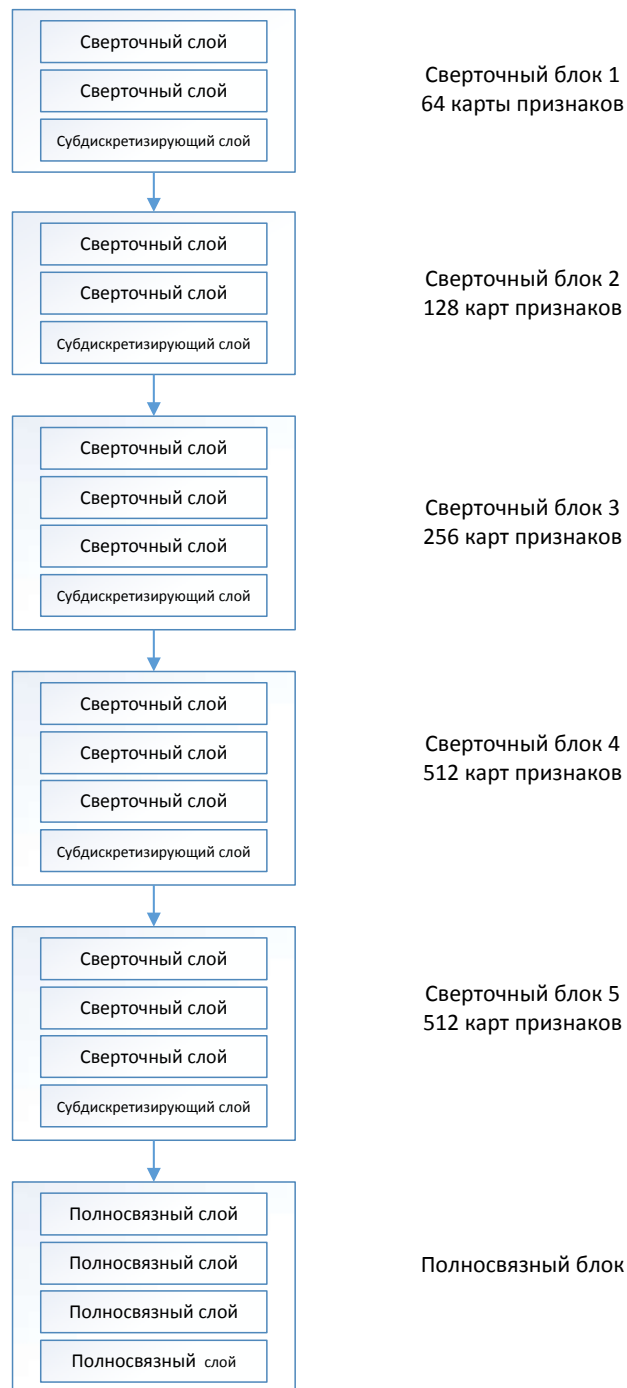 Сверточный слой
Сверточный слой
Субдискретизирующий слой
Сверточный блок 1
64 карты признаков
Сверточный слой
Сверточный слой
Субдискретизирующий слой
Сверточный блок 2
128 карт признаков
Сверточный слой
Сверточный слой
Сверточный слой
Субдискретизирующий слой
Сверточный блок 3
256 карт признаков
Сверточный слой
Сверточный слой
Сверточный слой
Субдискретизирующий слой
Сверточный блок 4
512 карт признаков
Сверточный слой
Сверточный слой
Сверточный слой
Субдискретизирующий слой
Сверточный блок 5
512 карт признаков
Полносвязный слой
Полносвязный слой
Полносвязный слой
Полносвязный слой
Полносвязный блок